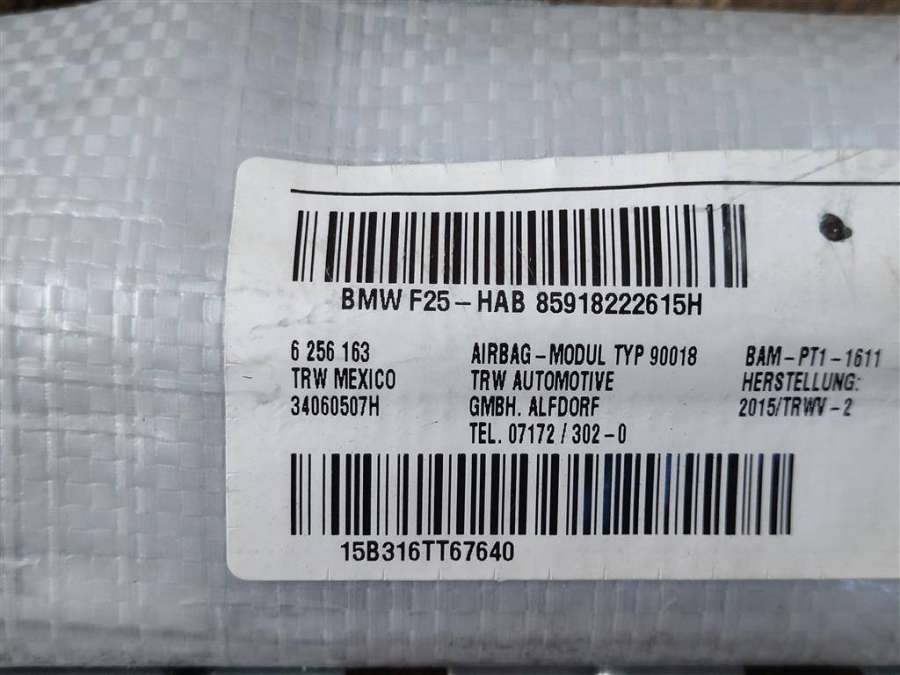 BMW F25-HAB 85918222615H
6 256 163
TRW MEXICO
34060507H
AIRBAG-MODUL TYP 90018
TRW AUTOMOTIVE
GMBH. ALFDORF
TEL. 07172 / 302-0
BAM-PT1-1611
HERSTELLUNG:
2015/TRWV-2
15B316TT67640